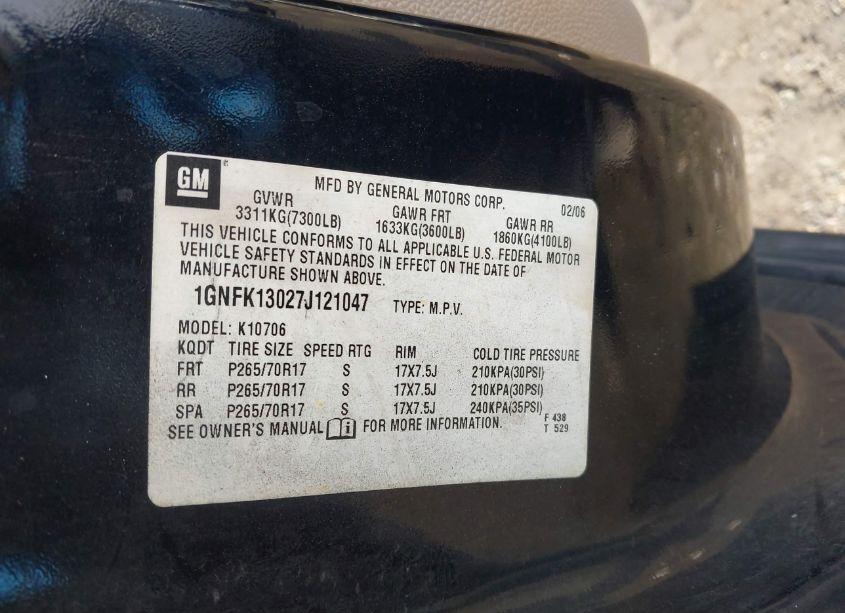 GM ®
MFD BY GENERAL MOTORS CORP. 02/06
GVWR GAWR FRT GAWR RR
3311KG(7300LB) 1633KG(3600LB) 1860KG(4100LB)
THIS VEHICLE CONFORMS TO ALL APPLICABLE U.S. FEDERAL MOTOR
VEHICLE SAFETY STANDARDS IN EFFECT ON THE DATE OF
MANUFACTURE SHOWN ABOVE.
1GNFK13027J121047 TYPE: M.P.V.
MODEL: K10706
KQDT TIRE SIZE SPEED RTG RIM COLD TIRE PRESSURE
FRT P265/70R17 S 17X7.5J 210KPA(30PSI)
RR P265/70R17 S 17X7.5J 210KPA(30PSI)
SPA P265/70R17 S 17X7.5J 240KPA(35PSI)
SEE OWNER'S MANUAL i FOR MORE INFORMATION.
F 438
T 529